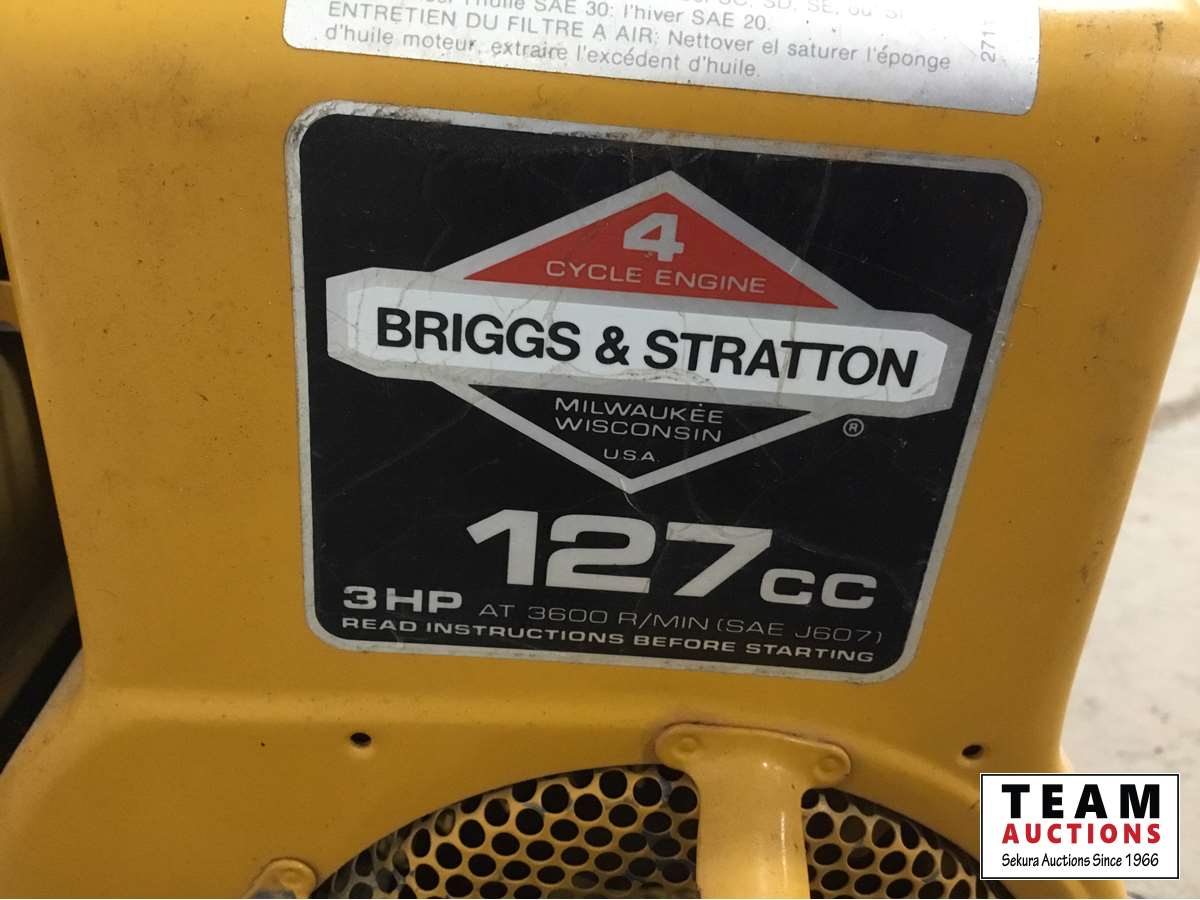 l'huile SAE 30: l'hiver SAE 20.
ENTRETIEN DU FILTRE A AIR: Nettover el saturer l'éponge
d'huile moteur, extraire l'excédent d'huile.
2711
4
CYCLE ENGINE
BRIGGS & STRATTON
MILWAUKEE
WISCONSIN
U.S.A.
®
127cc
3HP AT 3600 R/MIN (SAE J607)
READ INSTRUCTIONS BEFORE STARTING
TEAM
AUCTIONS
Sekura Auctions Since 1966